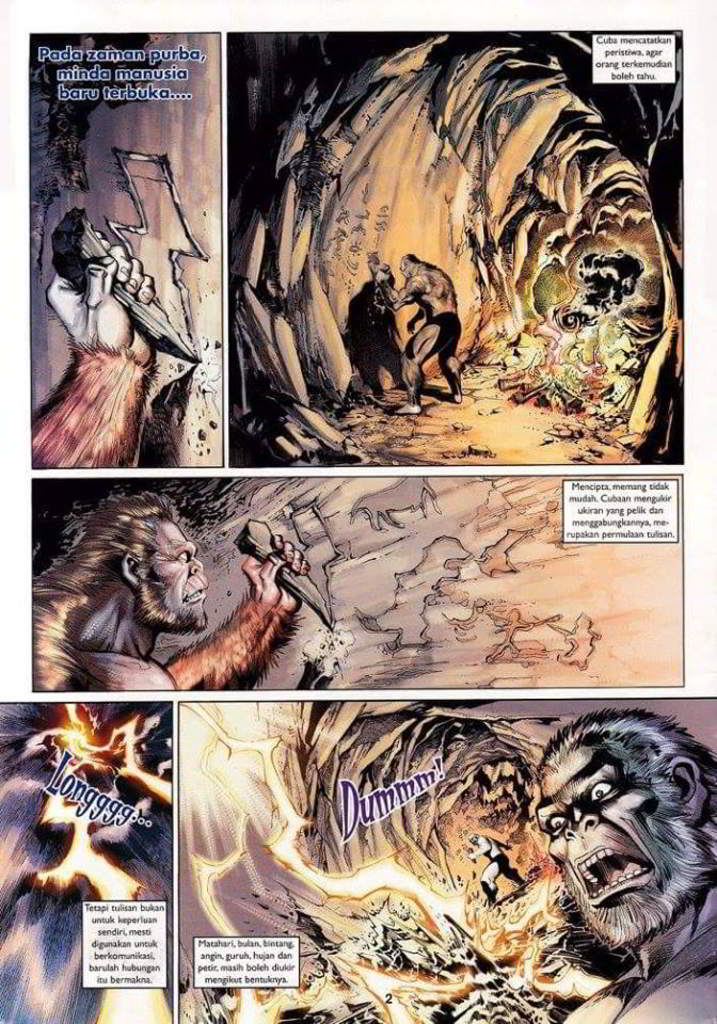 Pada zaman purba,
minda manusia
baru terbuka....
Cuba mencatatkan
peristiwa, agar
orang terkemudian
boleh tahu.
Mencipta, memang tidak
mudah. Cubaan mengukir
ukiran yang pelik dan
menggabungkannya, me-
rupakan permulaan tulisan.
Longggg...
Tetapi tulisan bukan
untuk keperluan
sendiri, mesti
digunakan untuk
berkomunikasi,
barulah hubungan
itu bermakna.
Dummm!
Matahari, bulan, bintang,
angin, guruh, hujan dan
petir, masih boleh diukir
mengikut bentuknya.
2